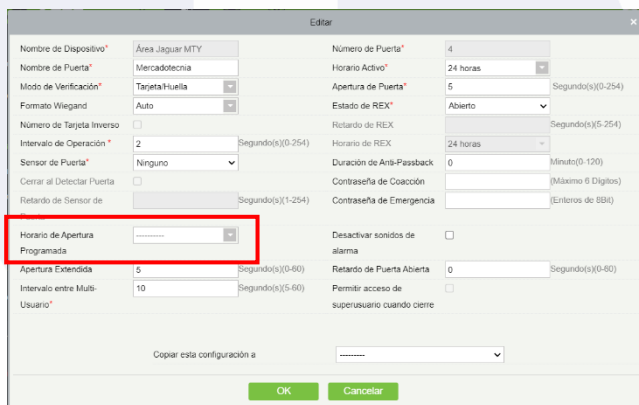 Editar
Nombre de Dispositivo* Área Jaguar MTY Número de Puerta* 4
Nombre de Puerta* Mercadotecnia Horario Activo* 24 horas
Modo de Verificación* Tarjeta/Huella Apertura de Puerta* 5 Segundo(s)(0-254)
Formato Wiegand Auto Estado de REX* Abierto
Número de Tarjeta Inverso Retardo de REX Segundo(s)(5-254)
Intervalo de Operación * 2 Segundo(s)(0-254) Horario de REX 24 horas
Sensor de Puerta* Ninguno Duración de Anti-Passback 0 Minuto(0-120)
Cerrar al Detectar Puerta Contraseña de Coacción (Máximo 6 Dígitos)
Retardo de Sensor de Segundo(s)(1-254) Contraseña de Emergencia (Enteros de 8Bit)
Horario de Apertura ---------- Desactivar sonidos de
Programada alarma
Apertura Extendida 5 Segundo(s)(0-60) Retardo de Puerta Abierta 0 Segundo(s)(0-60)
Intervalo entre Multi- 10 Segundo(s)(5-60) Permitir acceso de
Usuario* superusuario cuando cierre
Copiar esta configuración a ---------
OK Cancelar